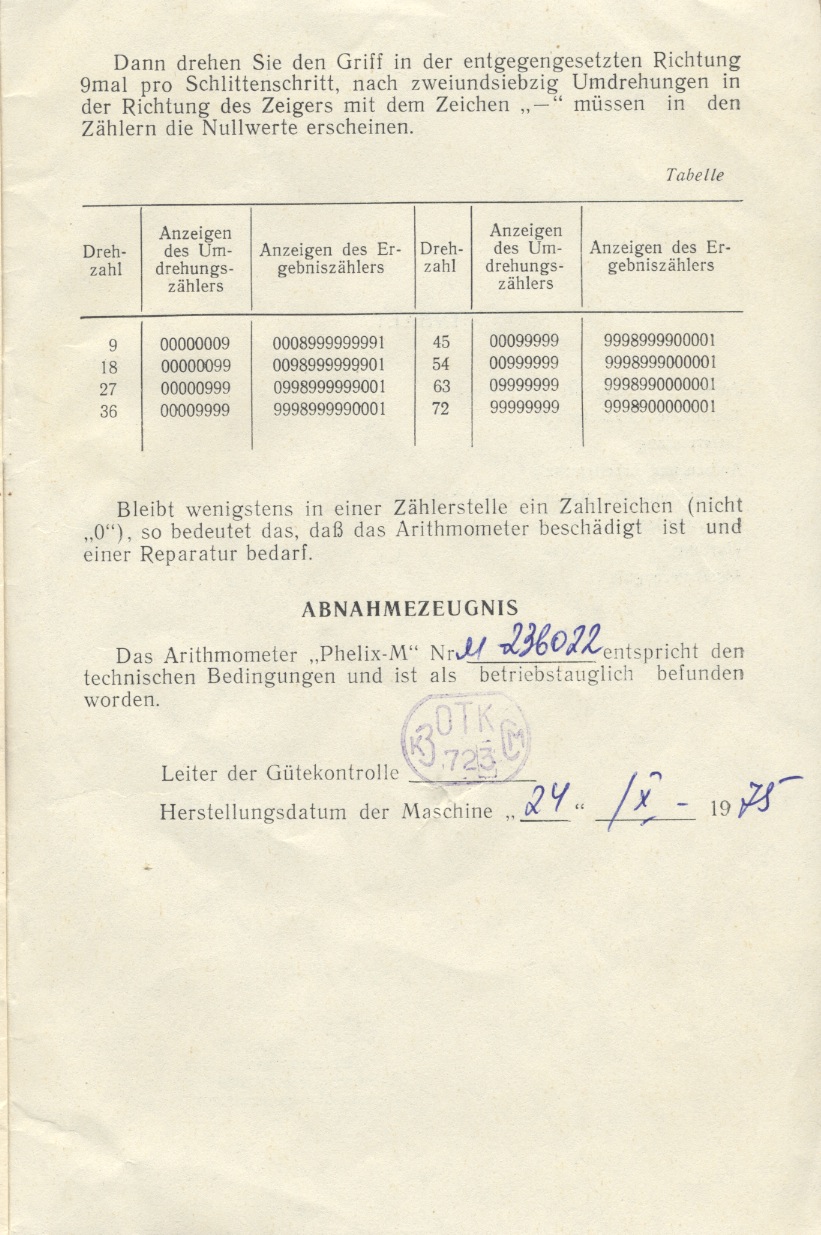 Dann drehen Sie den Griff in der entgegengesetzten Richtung
9mal pro Schlittenschritt, nach zweiundsiebzig Umdrehungen in
der Richtung des Zeigers mit dem Zeichen „—“ müssen in den
Zählern die Nullwerte erscheinen.
Tabelle
Dreh-
zahl
Anzeigen
des Um-
drehungs-
zählers
Anzeigen des Er-
gebniszählers
Dreh-
zahl
Anzeigen
des Um-
drehungs-
zählers
Anzeigen des Er-
gebniszählers
9 00000009 0008999999991 45 00099999 9998999900001
18 00000099 0098999999901 54 00999999 9998999000001
27 00000999 0998999999001 63 09999999 9998990000001
36 00009999 9998999990001 72 99999999 9998900000001
Bleibt wenigstens in einer Zählerstelle ein Zahlreichen (nicht
„0“), so bedeutet das, daß das Arithmometer beschädigt ist und
einer Reparatur bedarf.
ABNAHMEZEUGNIS
Das Arithmometer „Phelix-M“ Nr. M 236022 entspricht den
technischen Bedingungen und ist als betriebstauglich befunden
worden.
ОТК
КЗСМ
723
Leiter der Gütekontrolle
Herstellungsdatum der Maschine „24“ IX - 1975